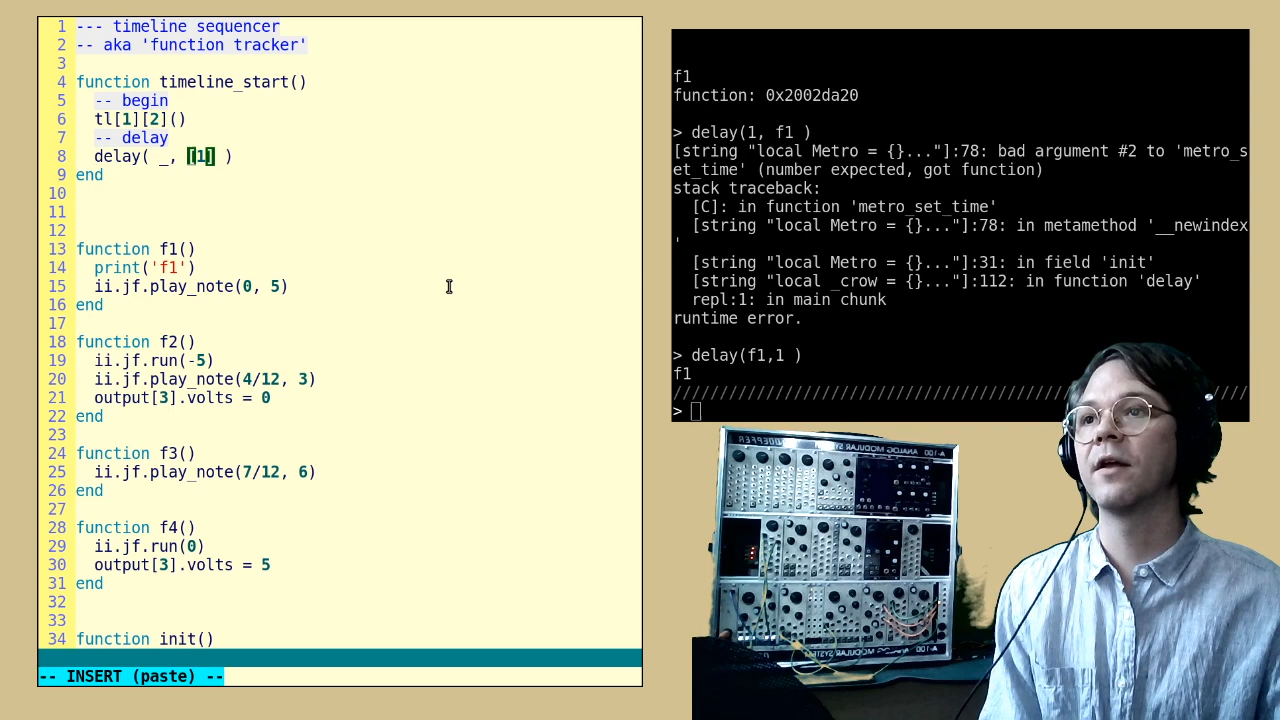 1 --- timeline sequencer
2 -- aka 'function tracker'
3
4 function timeline_start()
5 -- begin
6 tl[1][2]()
7 -- delay
8 delay( _, [1] )
9 end
10
11
12
13 function f1()
14 print('f1')
15 ii.jf.play_note(0, 5)
16 end
17
18 function f2()
19 ii.jf.run(-5)
20 ii.jf.play_note(4/12, 3)
21 output[3].volts = 0
22 end
23
24 function f3()
25 ii.jf.play_note(7/12, 6)
26 end
27
28 function f4()
29 ii.jf.run(0)
30 output[3].volts = 5
31 end
32
33
34 function init()
-- INSERT (paste) --
f1
function: 0x2002da20
> delay(1, f1 )
[string "local Metro = {}..."]:78: bad argument #2 to 'metro_s
et_time' (number expected, got function)
stack traceback:
[C]: in function 'metro_set_time'
[string "local Metro = {}..."]:78: in metamethod '__newindex
'
[string "local Metro = {}..."]:31: in field 'init'
[string "local _crow = {}..."]:112: in function 'delay'
repl:1: in main chunk
runtime error.
> delay(f1,1 )
f1
>